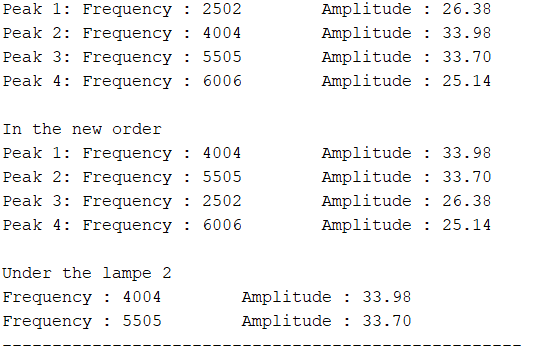 Peak 1: Frequency : 2502        Amplitude : 26.38
Peak 2: Frequency : 4004        Amplitude : 33.98
Peak 3: Frequency : 5505        Amplitude : 33.70
Peak 4: Frequency : 6006        Amplitude : 25.14

In the new order
Peak 1: Frequency : 4004        Amplitude : 33.98
Peak 2: Frequency : 5505        Amplitude : 33.70
Peak 3: Frequency : 2502        Amplitude : 26.38
Peak 4: Frequency : 6006        Amplitude : 25.14

Under the lampe 2
Frequency : 4004        Amplitude : 33.98
Frequency : 5505        Amplitude : 33.70
----------------------------------------------------